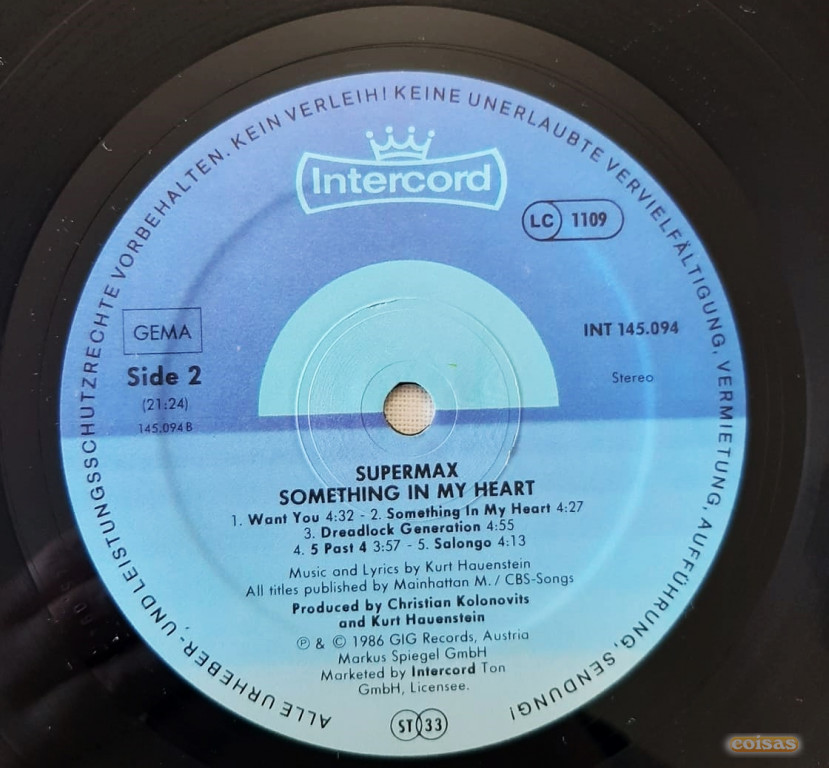 ALLE URHEBER- UND LEISTUNGSSCHUTZRECHTE VORBEHALTEN. KEIN VERLEIH! KEINE UNERLAUBTE VERVIELFÄLTIGUNG, VERMIETUNG, AUFFÜHRUNG, SENDUNG!
Intercord
LC 1109
GEMA
INT 145.094
Side 2
Stereo
(21:24)
145.094 B
SUPERMAX
SOMETHING IN MY HEART
1. Want You 4:32 - 2. Something In My Heart 4:27
3. Dreadlock Generation 4:55
4. 5 Past 4 3:57 - 5. Salongo 4:13
Music and Lyrics by Kurt Hauenstein
All titles published by Mainhattan M. / CBS-Songs
Produced by Christian Kolonovits
and Kurt Hauenstein
℗ & © 1986 GIG Records, Austria
Markus Spiegel GmbH
Marketed by Intercord Ton
GmbH, Licensee.
ST 33
coisas